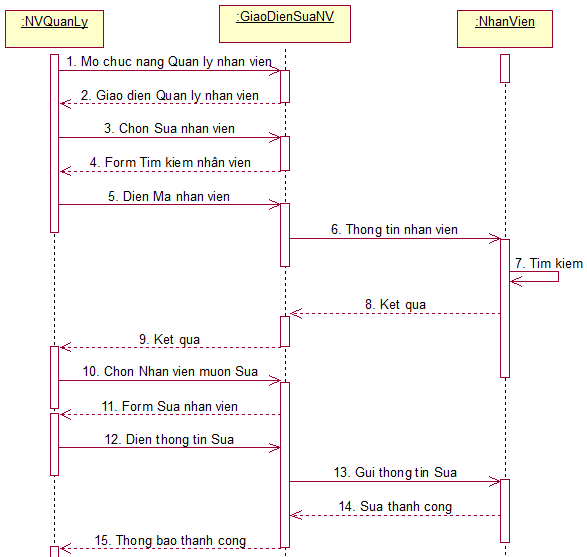 :NVQuanLy
:GiaoDienSuaNV
:NhanVien
1. Mo chuc nang Quan ly nhan vien
2. Giao dien Quan ly nhan vien
3. Chon Sua nhan vien
4. Form Tim kiem nhân viên
5. Dien Ma nhan vien
6. Thong tin nhan vien
7. Tim kiem
8. Ket qua
9. Ket qua
10. Chon Nhan vien muon Sua
11. Form Sua nhan vien
12. Dien thong tin Sua
13. Gui thong tin Sua
14. Sua thanh cong
15. Thong bao thanh cong